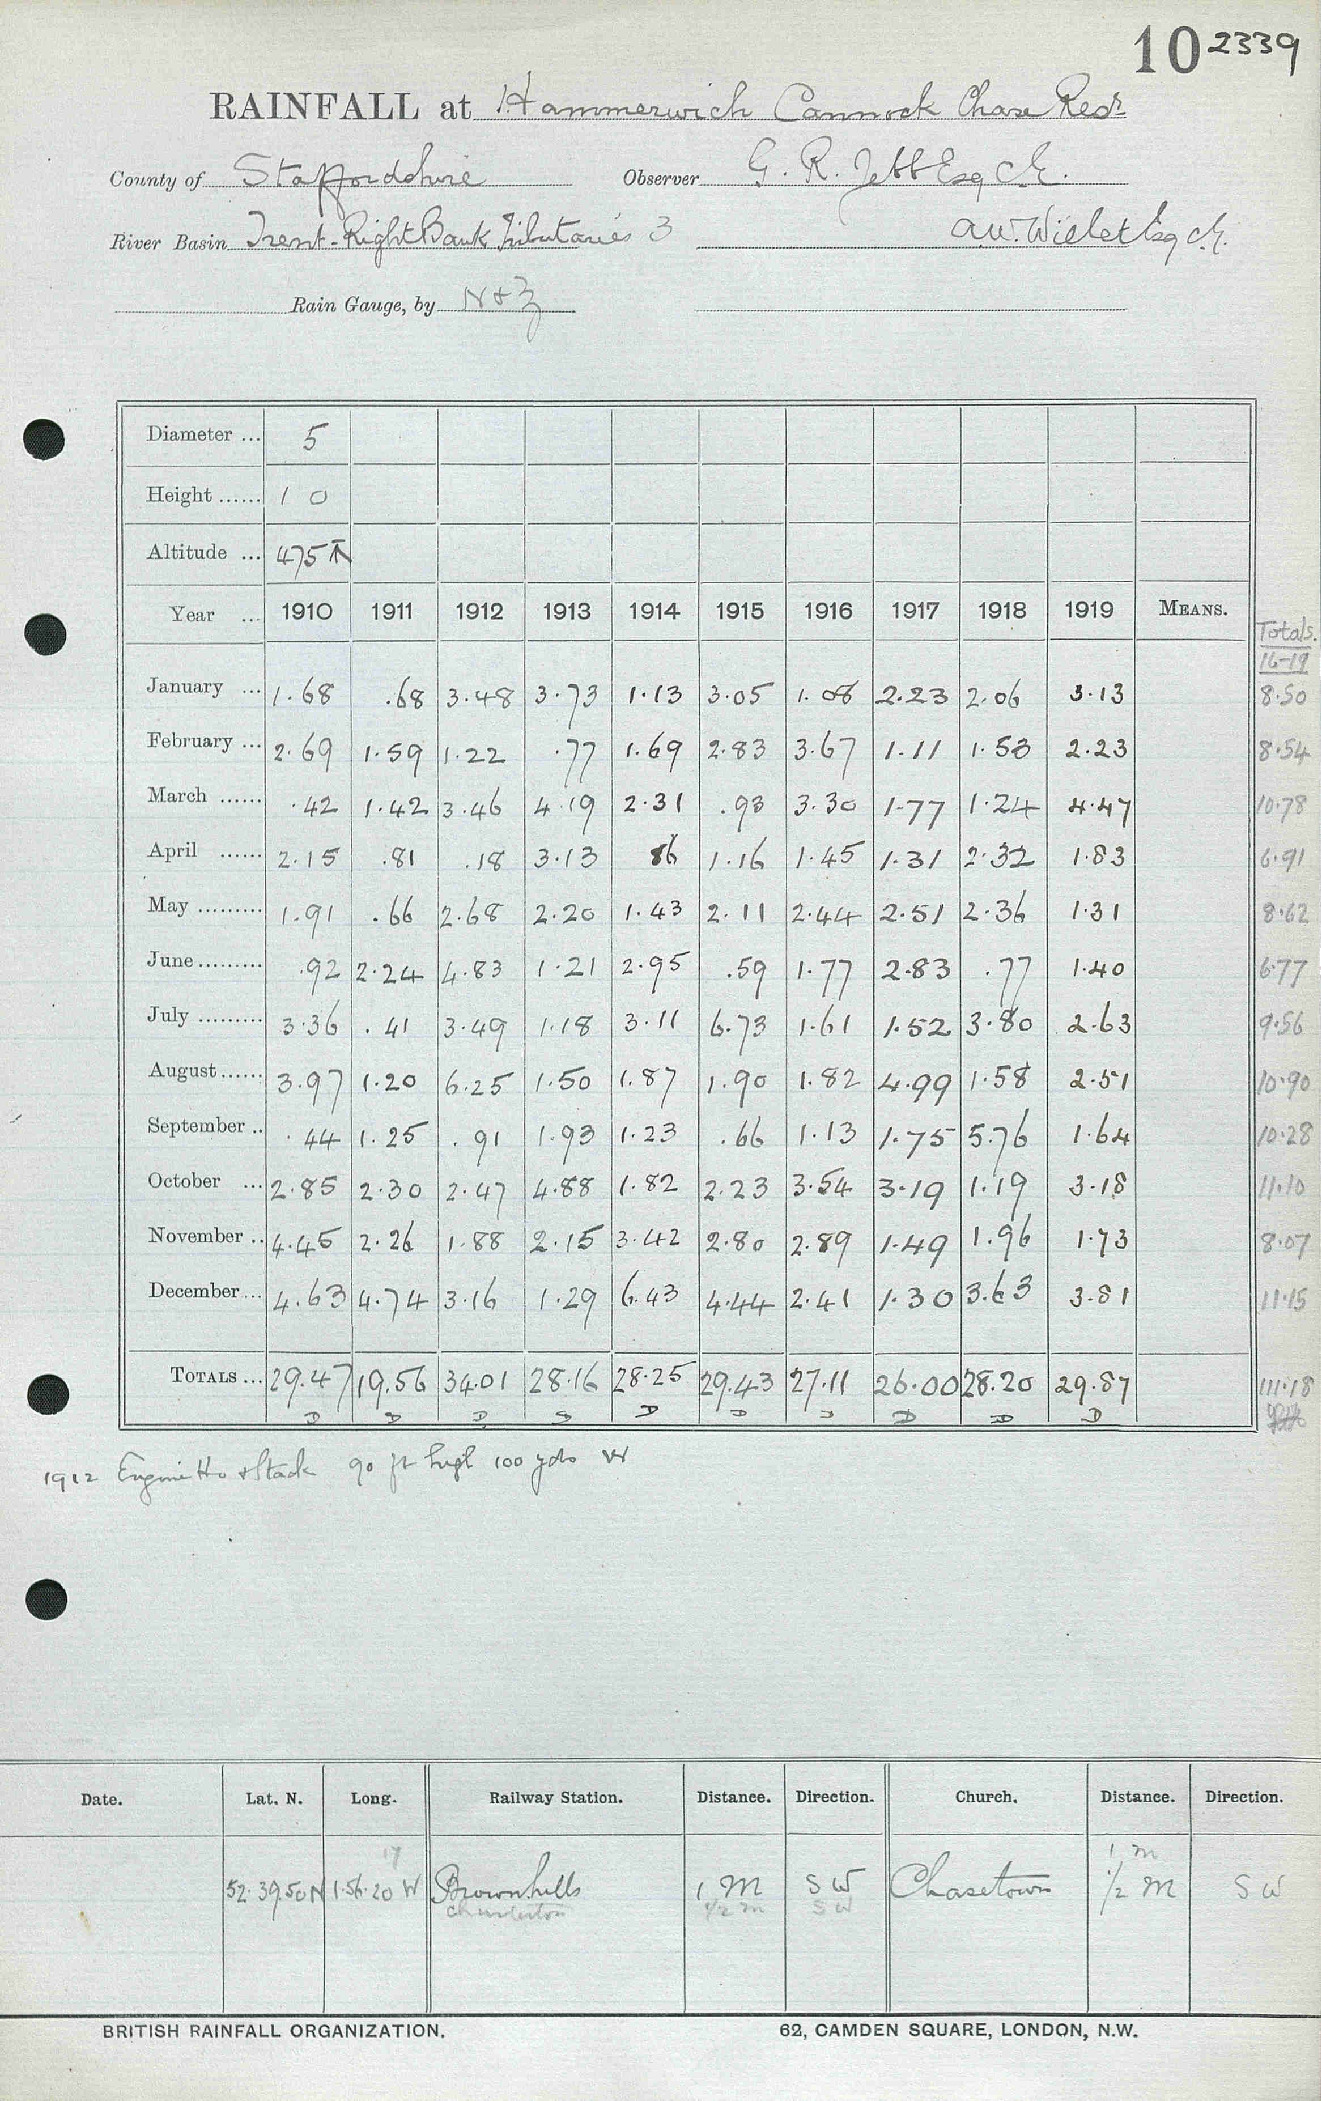 10 2339
RAINFALL at Hammerwich Cannock Chase Resr
County of Staffordshire Observer G. R. Jebb Esq C.E.
River Basin Trent-Right Bank Tributaries 3 A.W. Willet Esq C.E.
Rain Gauge, by N+Z
Diameter ... 5
Height ...... 1 0
Altitude ... 475
Year ... 1910 1911 1912 1913 1914 1915 1916 1917 1918 1919 MEANS. Totals.
16-19
January ... 1.68 .68 3.48 3.73 1.13 3.05 1.08 2.23 2.06 3.13 8.50
February ... 2.69 1.59 1.22 .77 1.69 2.83 3.67 1.11 1.53 2.23 8.54
March ...... .42 1.42 3.46 4.19 2.31 .93 3.30 1.77 1.24 4.47 10.78
April ...... 2.15 .81 .18 3.13 .86 1.16 1.45 1.31 2.32 1.83 6.91
May ......... 1.91 .66 2.68 2.20 1.43 2.11 2.44 2.51 2.36 1.31 8.62
June ......... .92 2.24 4.83 1.21 2.95 .59 1.77 2.83 .77 1.40 6.77
July ......... 3.36 .41 3.49 1.18 3.11 6.73 1.61 1.52 3.80 2.63 9.56
August ...... 3.97 1.20 6.25 1.50 1.87 1.90 1.82 4.99 1.58 2.51 10.90
September .. .44 1.25 .91 1.93 1.23 .66 1.13 1.75 5.76 1.64 10.28
October ... 2.85 2.30 2.47 4.88 1.82 2.23 3.54 3.19 1.19 3.18 11.10
November .. 4.45 2.26 1.88 2.15 3.42 2.80 2.89 1.49 1.96 1.73 8.07
December ... 4.63 4.74 3.16 1.29 6.43 4.44 2.41 1.30 3.63 3.81 11.15
TOTALS ... 29.47 19.56 34.01 28.16 28.25 29.43 27.11 26.00 28.20 29.87 111.18
D D D D D D D D D D
1912 Engine Ho & Stack 90 ft high 100 yds W
Date. Lat. N. Long. Railway Station. Distance. Direction. Church. Distance. Direction.
17 1 m
52.39.50 N 1.56.20 W Brownhills 1 M SW Chasetown 1/2 M SW
1/2 m SW
BRITISH RAINFALL ORGANIZATION. 62, CAMDEN SQUARE, LONDON, N.W.